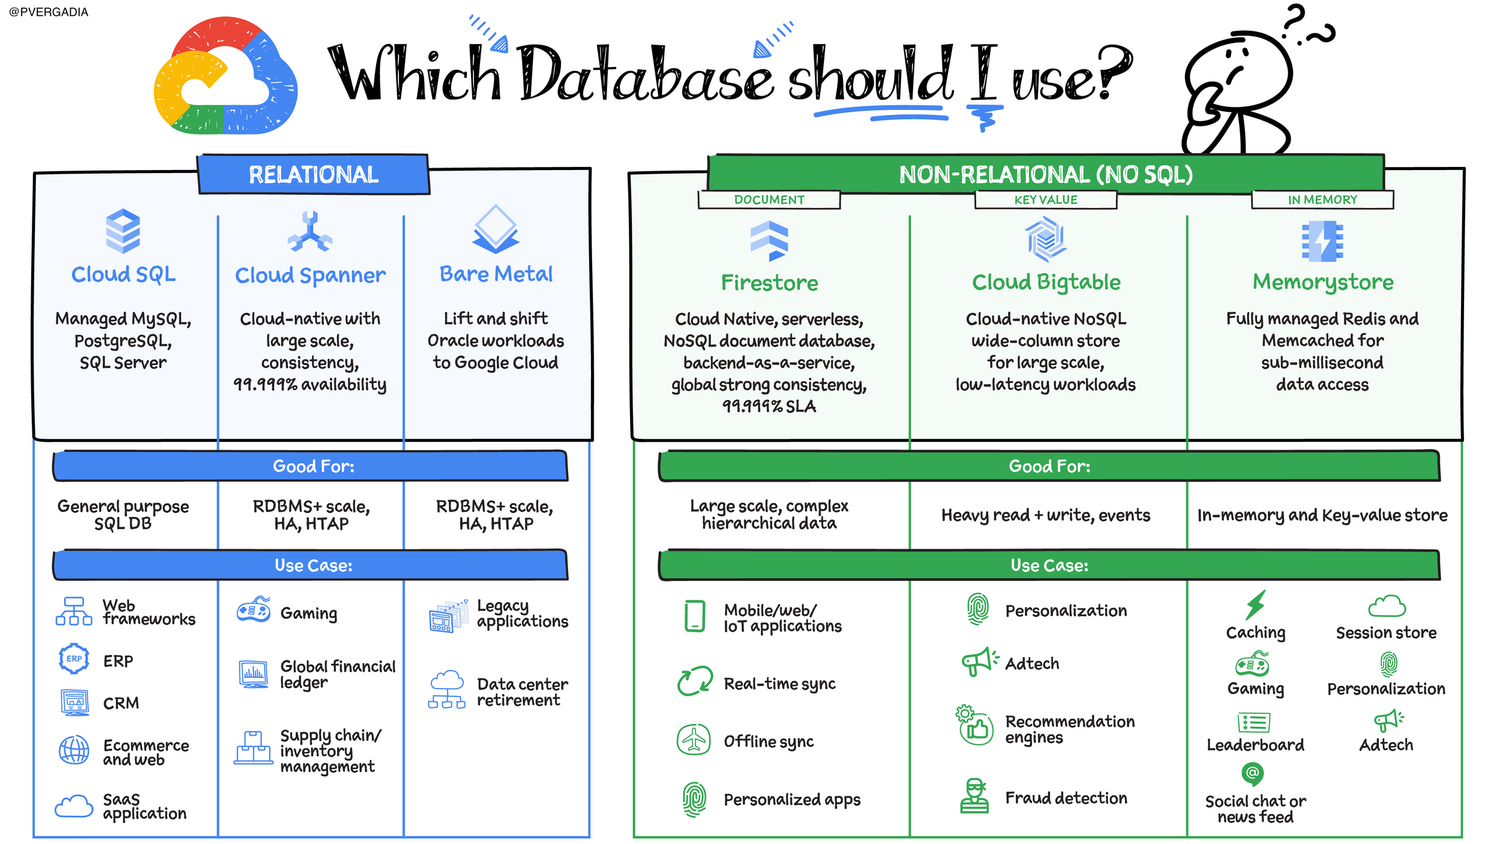 @PVERGADIA
Which Database should I use?
RELATIONAL
Cloud SQL
Managed MySQL,
PostgreSQL,
SQL Server
Cloud Spanner
Cloud-native with
large scale,
consistency,
99.999% availability
Bare Metal
Lift and shift
Oracle workloads
to Google Cloud
Good For:
General purpose
SQL DB
RDBMS+ scale,
HA, HTAP
RDBMS+ scale,
HA, HTAP
Use Case:
Web
frameworks
ERP
ERP
CRM
Ecommerce
and web
SaaS
application
Gaming
Global financial
ledger
Supply chain/
inventory
management
Legacy
applications
Data center
retirement
NON-RELATIONAL (NO SQL)
DOCUMENT
Firestore
Cloud Native, serverless,
NoSQL document database,
backend-as-a-service,
global strong consistency,
99.999% SLA
KEY VALUE
Cloud Bigtable
Cloud-native NoSQL
wide-column store
for large scale,
low-latency workloads
IN MEMORY
Memorystore
Fully managed Redis and
Memcached for
sub-millisecond
data access
Good For:
Large scale, complex
hierarchical data
Heavy read + write, events
In-memory and Key-value store
Use Case:
Mobile/web/
IoT applications
Real-time sync
Offline sync
Personalized apps
Personalization
Adtech
Recommendation
engines
Fraud detection
Caching
Session store
Gaming
Personalization
Leaderboard
Adtech
@
Social chat or
news feed